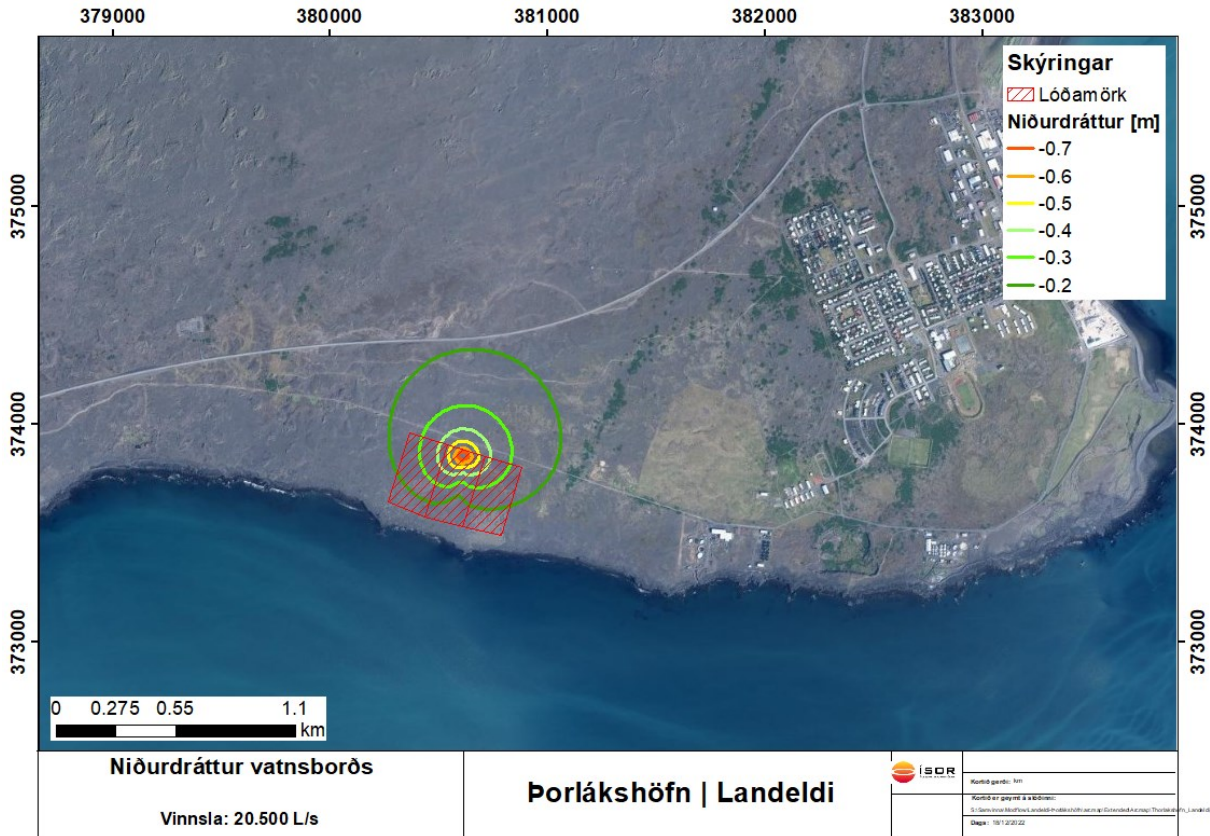 379000 380000 381000 382000 383000
375000
374000
373000
375000
374000
373000
Skýringar
Lóðamörk
Niðurdráttur [m]
-0.7
-0.6
-0.5
-0.4
-0.3
-0.2
0 0.275 0.55 1.1
km
Niðurdráttur vatnsborðs
Vinnsla: 20.500 L/s
Þorlákshöfn | Landeldi
ÍSOR
Kortið gerði:
Kortið er geymt á slóðinni:
Dags: 19/12/2022